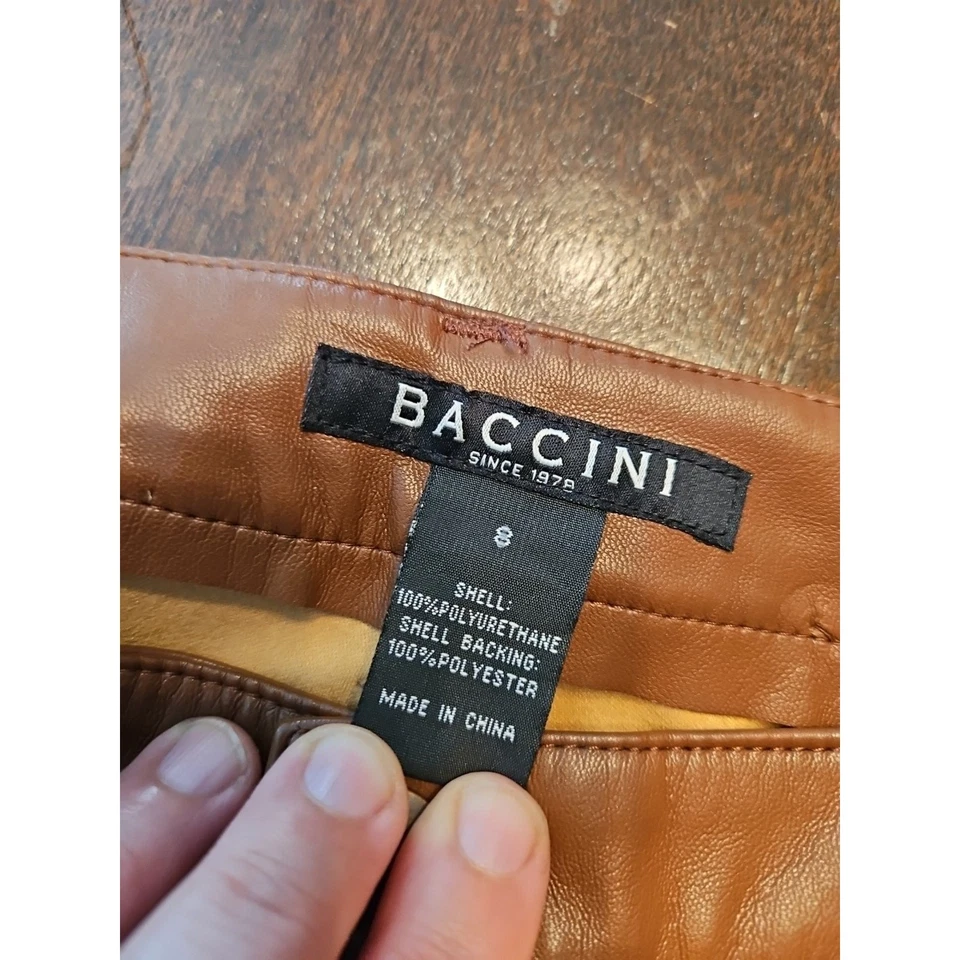 BACCINI
SINCE 1978
8
SHELL:
100%POLYURETHANE
SHELL BACKING:
100%POLYESTER
MADE IN CHINA